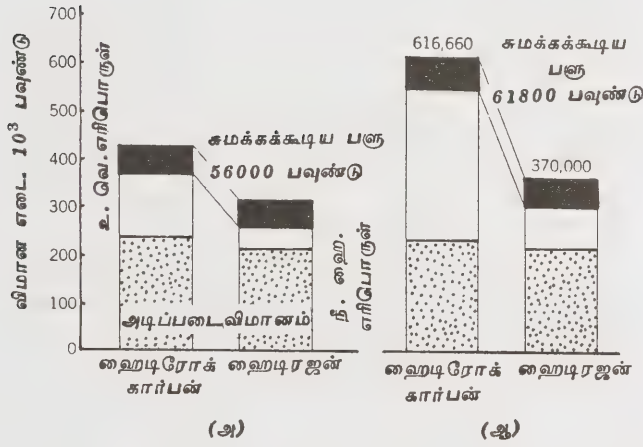 விமான எடை. 10³ பவுண்டு
700
600
500
400
300
200
100
0
உ. வெ. எரிபொருள்
சுமக்கக்கூடிய பளு
56000 பவுண்டு
அடிப்படை விமானம்
ஹைடிரோக்
கார்பன்
ஹைடிரஜன்
(அ)
நீ. ஹை.
எரிபொருள்
616,660
சுமக்கக்கூடிய
பளு
61800 பவுண்டு
370,000
ஹைடிரோக்
கார்பன்
ஹைடிரஜன்
(ஆ)